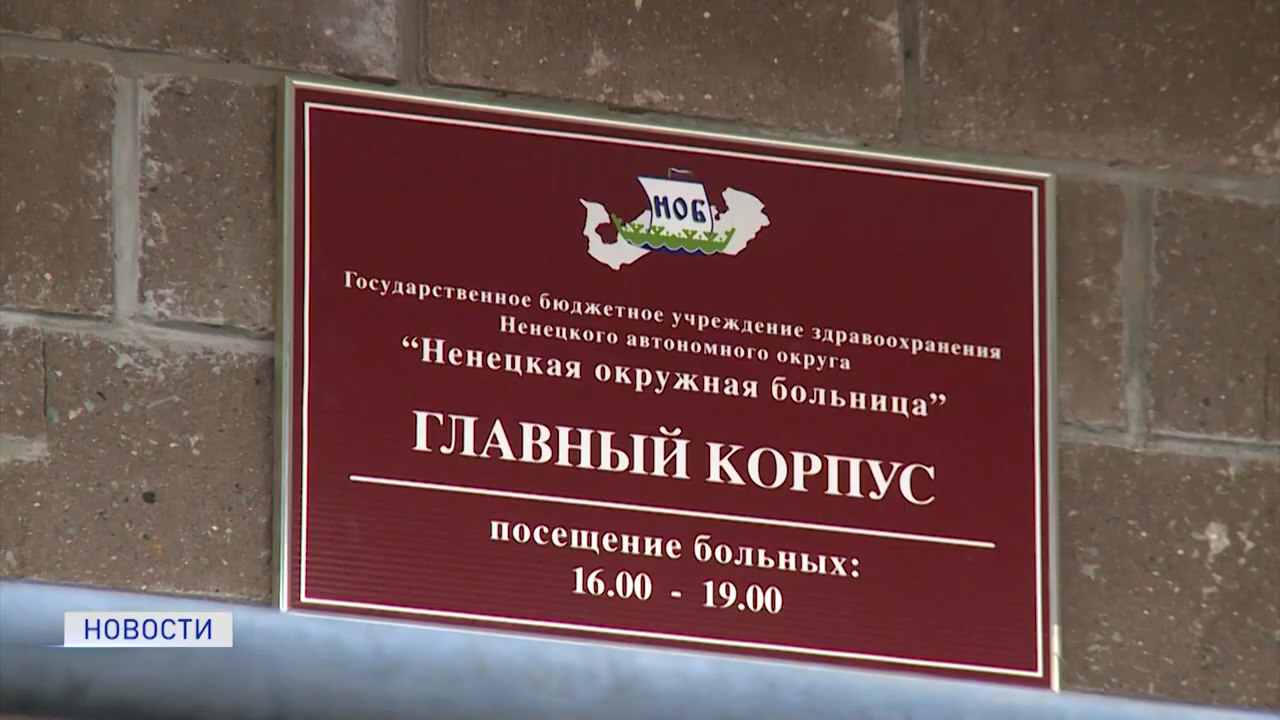 НОБ
Государственное бюджетное учреждение здравоохранения
Ненецкого автономного округа
“Ненецкая окружная больница”
ГЛАВНЫЙ КОРПУС
посещение больных:
16.00 - 19.00
НОВОСТИ